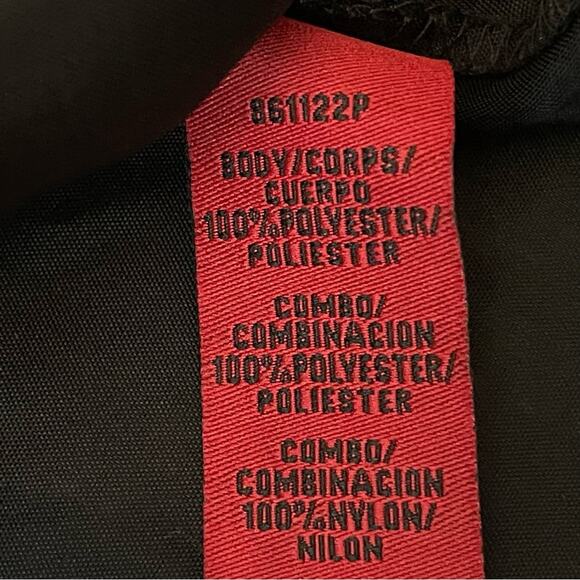 861122P
BODY/CORPS/
CUERPO
100%POLYESTER/
POLIESTER
COMBO/
COMBINACION
100%POLYESTER/
POLIESTER
COMBO/
COMBINACION
100%NYLON/
NILON